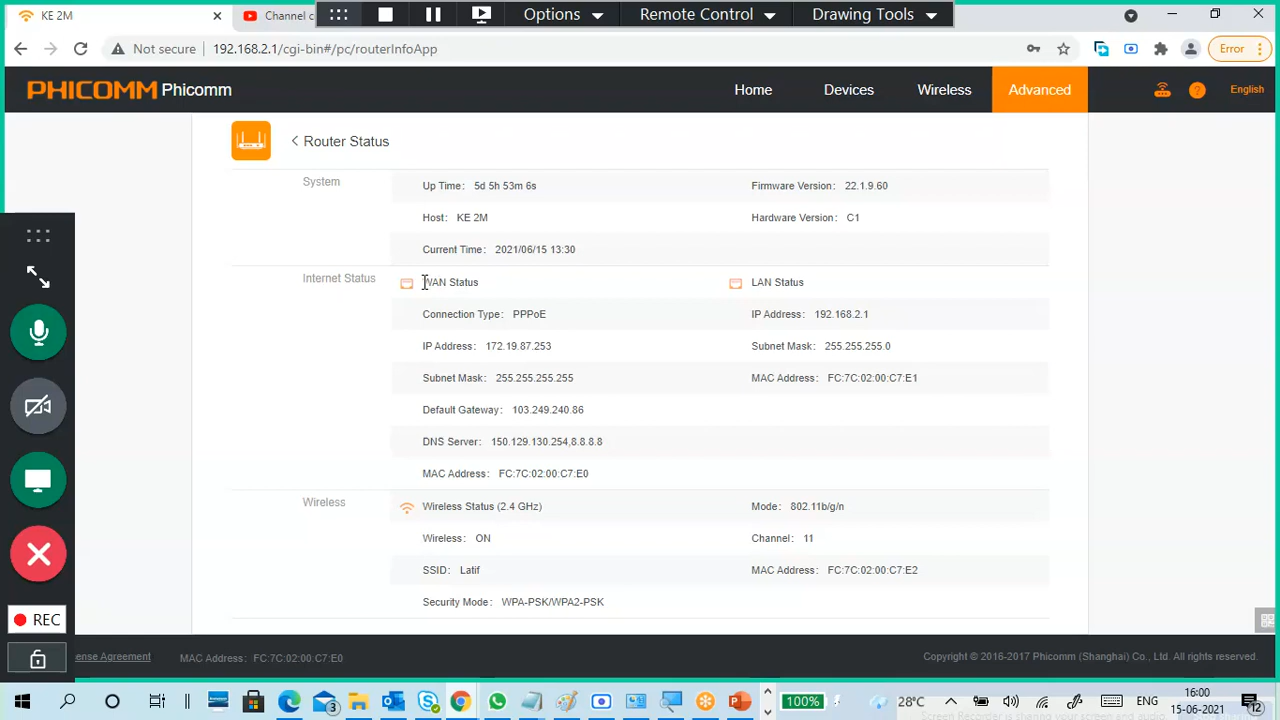 KE 2M
Channel c
Options
Remote Control
Drawing Tools
Not secure
192.168.2.1/cgi-bin#/pc/routerInfoApp
Error
PHICOMM Phicomm
Home
Devices
Wireless
Advanced
English
< Router Status
System
Up Time: 5d 5h 53m 6s
Firmware Version: 22.1.9.60
Host: KE 2M
Hardware Version: C1
Current Time: 2021/06/15 13:30
Internet Status
WAN Status
LAN Status
Connection Type: PPPoE
IP Address: 192.168.2.1
IP Address: 172.19.87.253
Subnet Mask: 255.255.255.0
Subnet Mask: 255.255.255.255
MAC Address: FC:7C:02:00:C7:E1
Default Gateway: 103.249.240.86
DNS Server: 150.129.130.254,8.8.8.8
MAC Address: FC:7C:02:00:C7:E0
Wireless
Wireless Status (2.4 GHz)
Mode: 802.11b/g/n
Wireless: ON
Channel: 11
SSID: Latif
MAC Address: FC:7C:02:00:C7:E2
Security Mode: WPA-PSK/WPA2-PSK
REC
ense Agreement
MAC Address: FC:7C:02:00:C7:E0
Copyright © 2016-2017 Phicomm (Shanghai) Co., Ltd. All rights reserved.
3
100%
28°C
ENG
16:00
15-06-2021
12